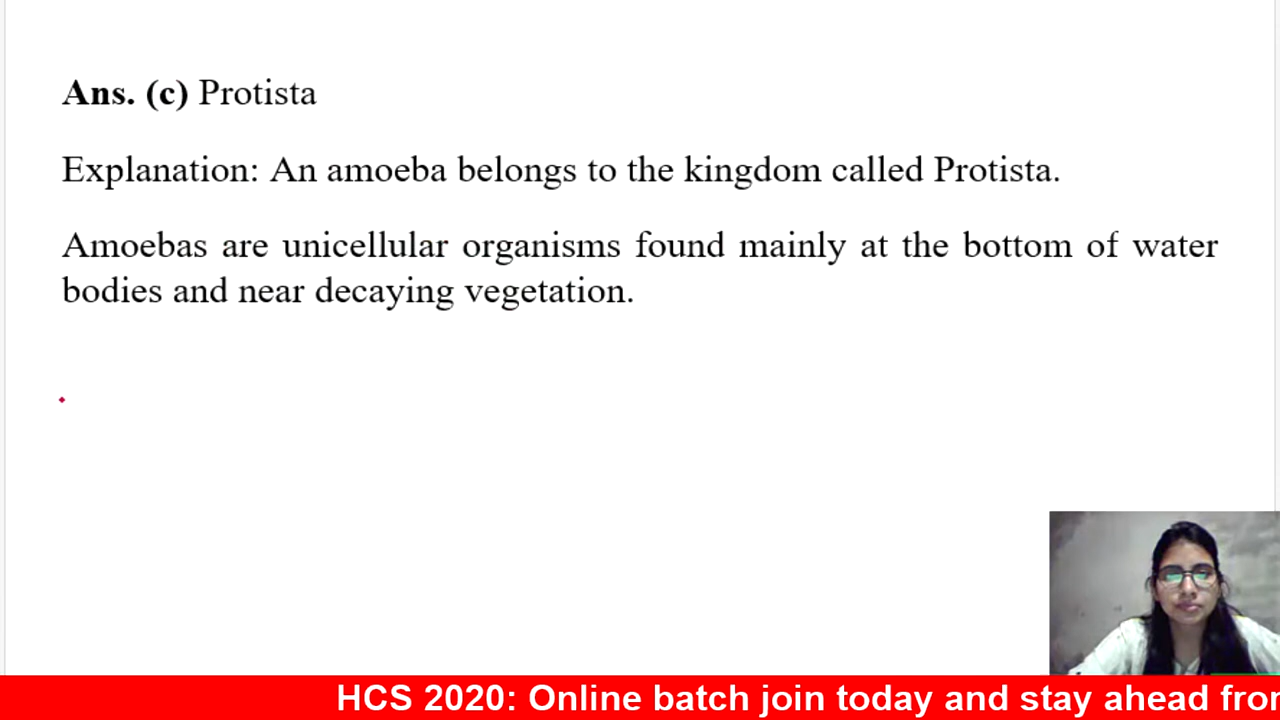 Ans. (c) Protista
Explanation: An amoeba belongs to the kingdom called Protista.
Amoebas are unicellular organisms found mainly at the bottom of water
bodies and near decaying vegetation.
HCS 2020: Online batch join today and stay ahead fror